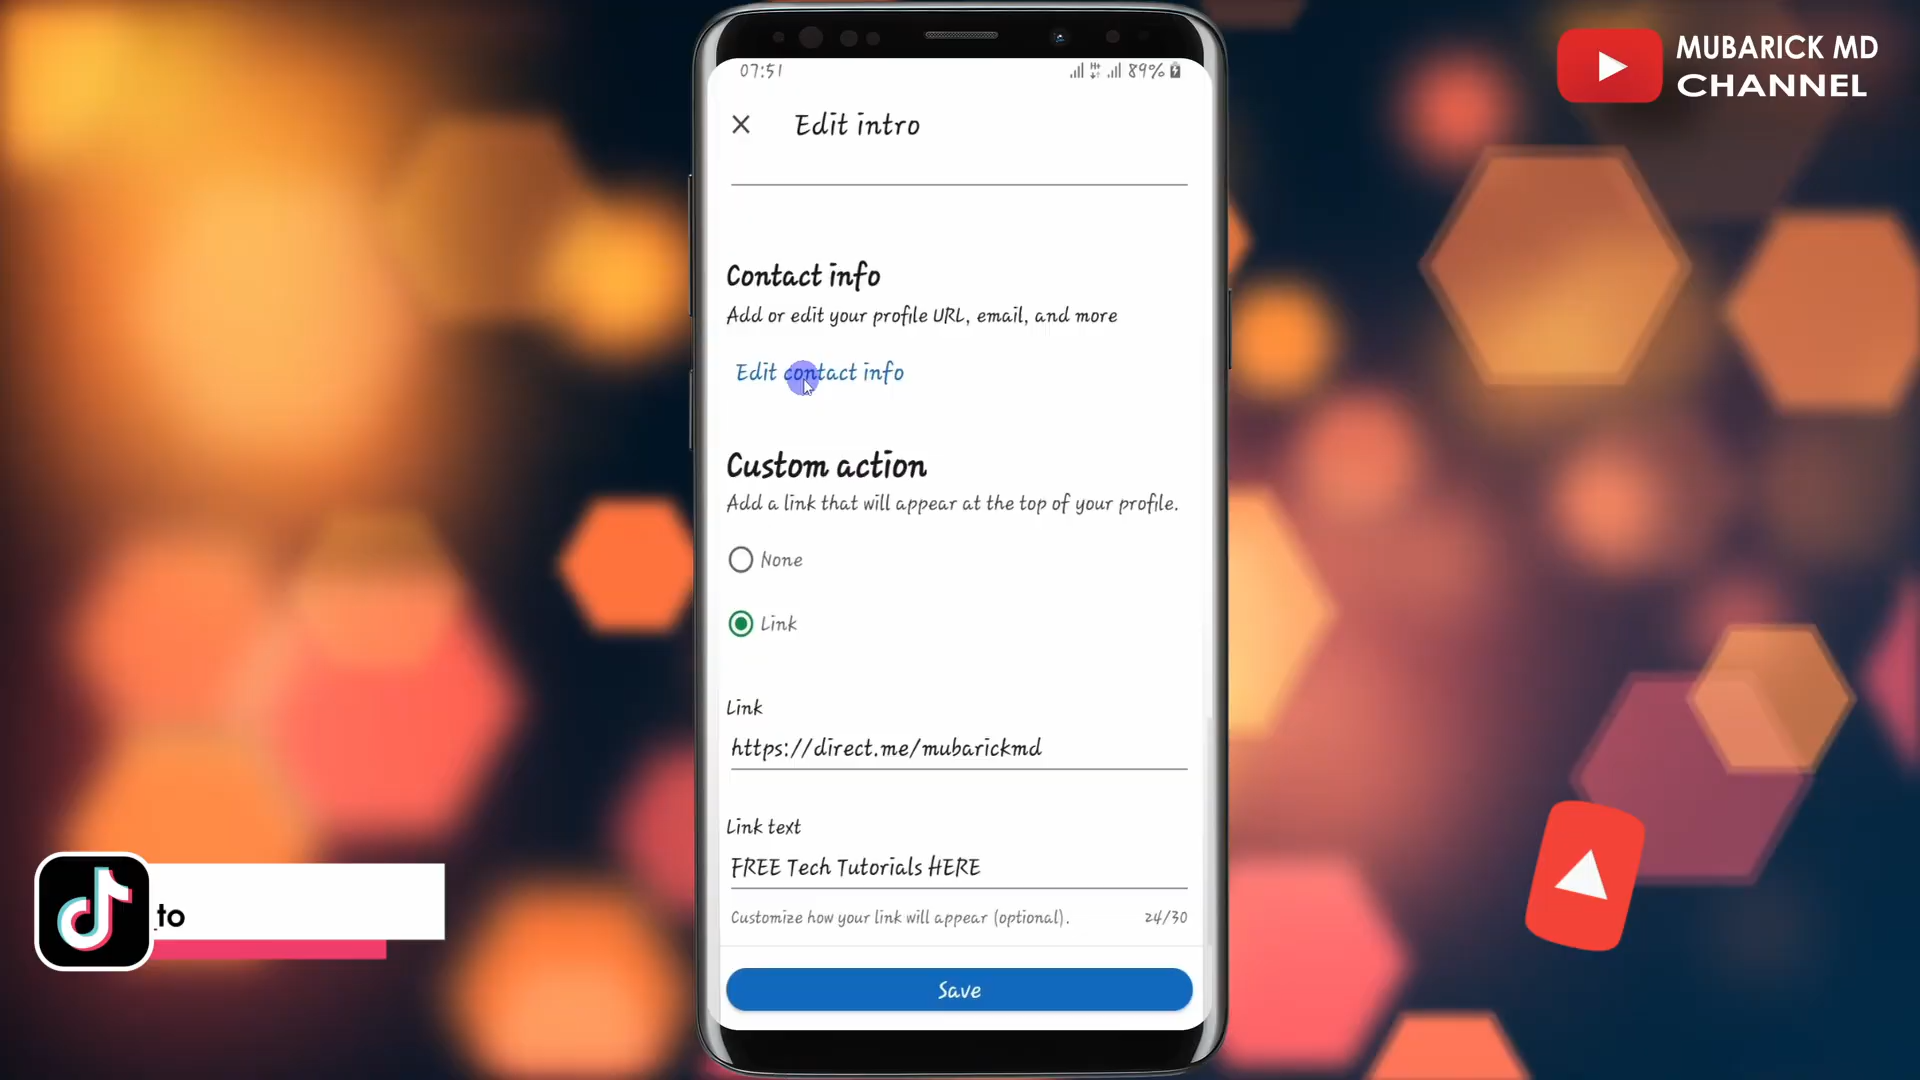 MUBARICK MD
CHANNEL
07:51
89%
Edit intro
Contact info
Add or edit your profile URL, email, and more
Edit contact info
Custom action
Add a link that will appear at the top of your profile.
None
Link
Link
https://direct.me/mubarickmd
Link text
FREE Tech Tutorials HERE
Customize how your link will appear (optional).
24/30
Save
_to